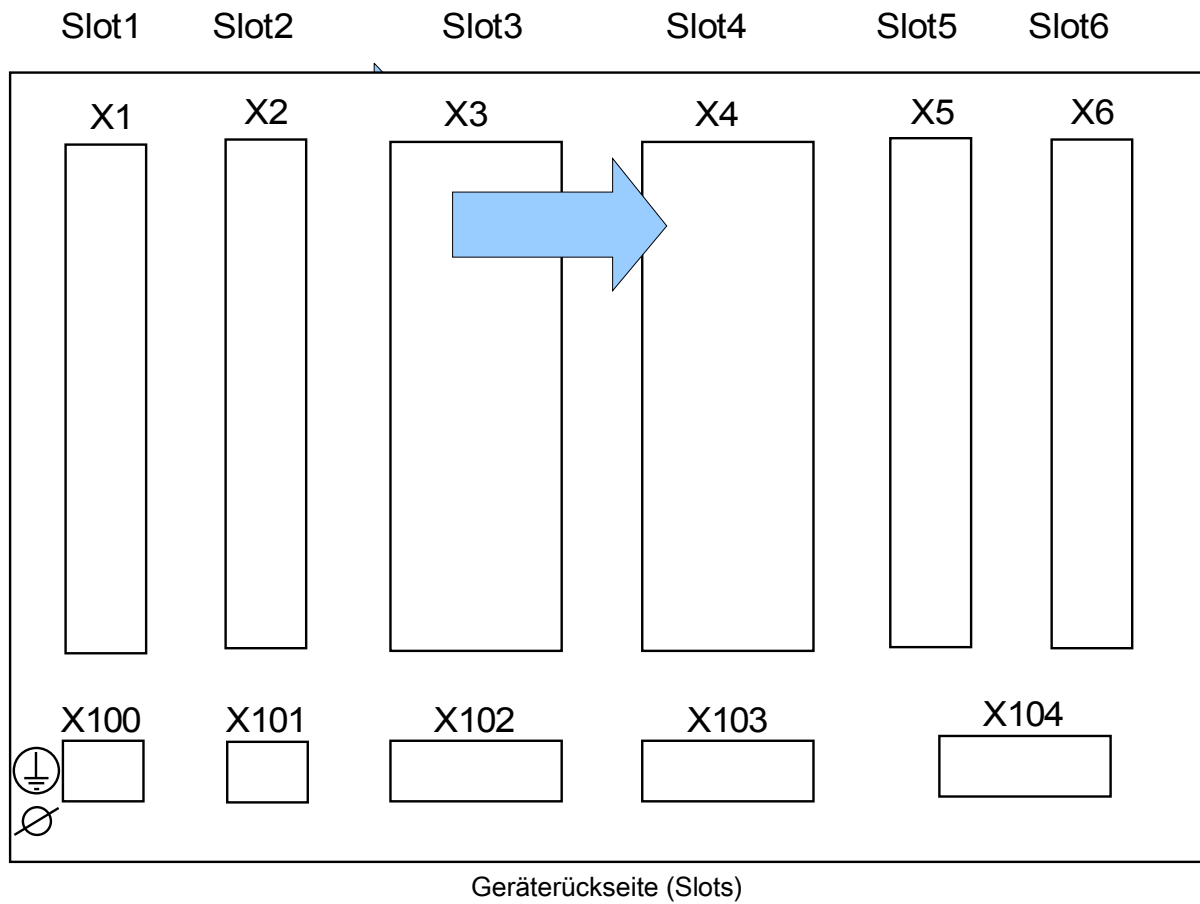 Slot1 Slot2 Slot3 Slot4 Slot5 Slot6
X1 X2 X3 X4 X5 X6
X100 X101 X102 X103 X104
Geräterückseite (Slots)